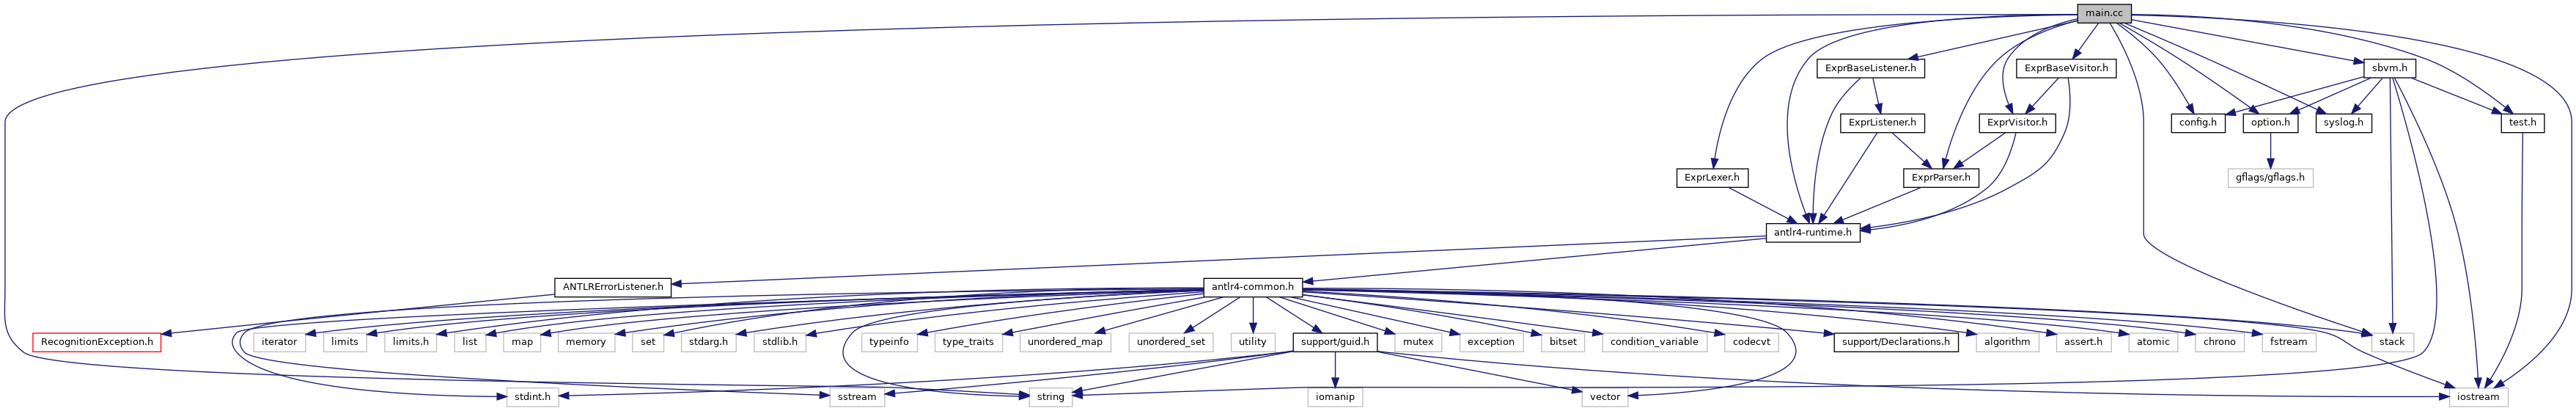 main.cc
ExprBaseListener.h
ExprBaseVisitor.h
sbvm.h
ExprListener.h
ExprVisitor.h
config.h
option.h
syslog.h
test.h
ExprLexer.h
ExprParser.h
gflags/gflags.h
antlr4-runtime.h
ANTLRErrorListener.h
antlr4-common.h
RecognitionException.h
iterator
limits
limits.h
list
map
memory
set
stdarg.h
stdlib.h
typeinfo
type_traits
unordered_map
unordered_set
utility
support/guid.h
mutex
exception
bitset
condition_variable
codecvt
support/Declarations.h
algorithm
assert.h
atomic
chrono
fstream
stack
stdint.h
sstream
string
iomanip
vector
iostream